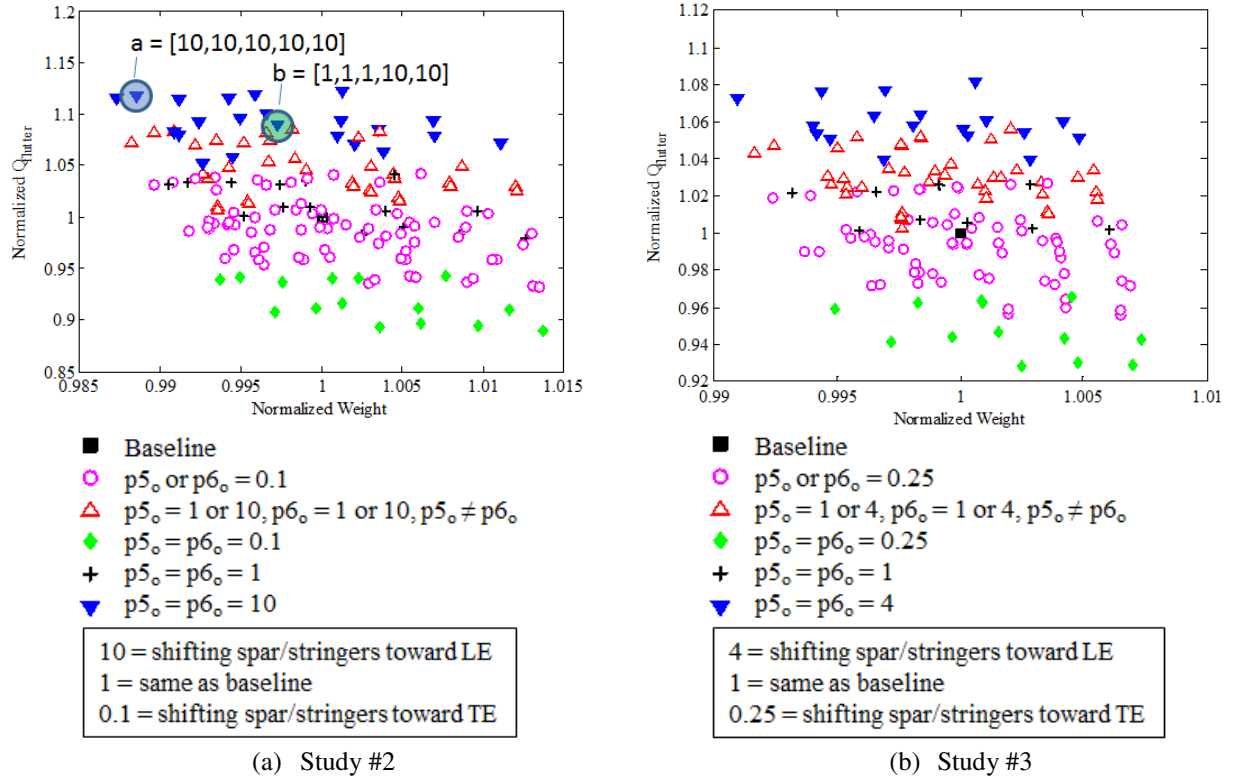 1.2
1.15
1.1
1.05
1
0.95
0.9
0.85
Normalized Qflutter
a = [10,10,10,10,10]
b = [1,1,1,10,10]
0.985 0.99 0.995 1 1.005 1.01 1.015
Normalized Weight
Baseline
p5o or p6o = 0.1
p5o = 1 or 10, p6o = 1 or 10, p5o ≠ p6o
p5o = p6o = 0.1
p5o = p6o = 1
p5o = p6o = 10
10 = shifting spar/stringers toward LE
1 = same as baseline
0.1 = shifting spar/stringers toward TE
(a) Study #2
1.12
1.1
1.08
1.06
1.04
1.02
1
0.98
0.96
0.94
0.92
Normalized Qflutter
0.99 0.995 1 1.005 1.01
Normalized Weight
Baseline
p5o or p6o = 0.25
p5o = 1 or 4, p6o = 1 or 4, p5o ≠ p6o
p5o = p6o = 0.25
p5o = p6o = 1
p5o = p6o = 4
4 = shifting spar/stringers toward LE
1 = same as baseline
0.25 = shifting spar/stringers toward TE
(b) Study #3